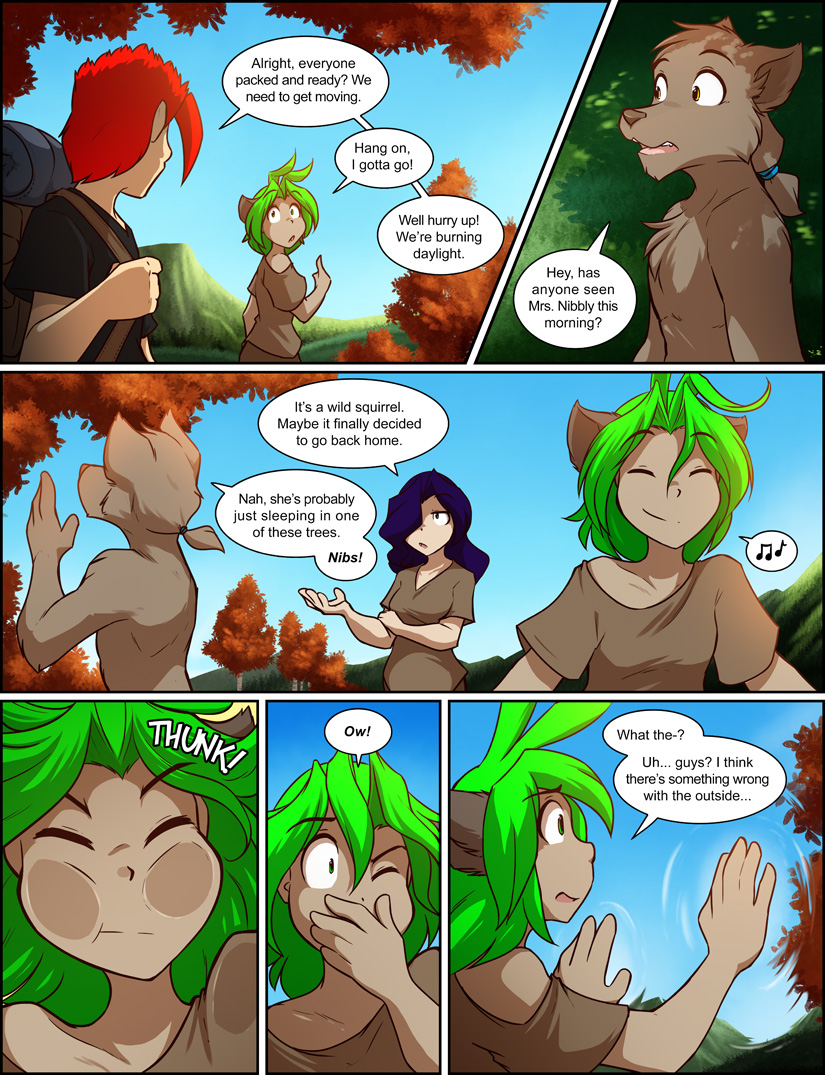 Alright, everyone
packed and ready? We
need to get moving.
Hang on,
I gotta go!
Well hurry up!
We're burning
daylight.
Hey, has
anyone seen
Mrs. Nibbly this
morning?
It's a wild squirrel.
Maybe it finally decided
to go back home.
Nah, she's probably
just sleeping in one
of these trees.
Nibs!
THUNK!
Ow!
What the-?
Uh... guys? I think
there's something wrong
with the outside...